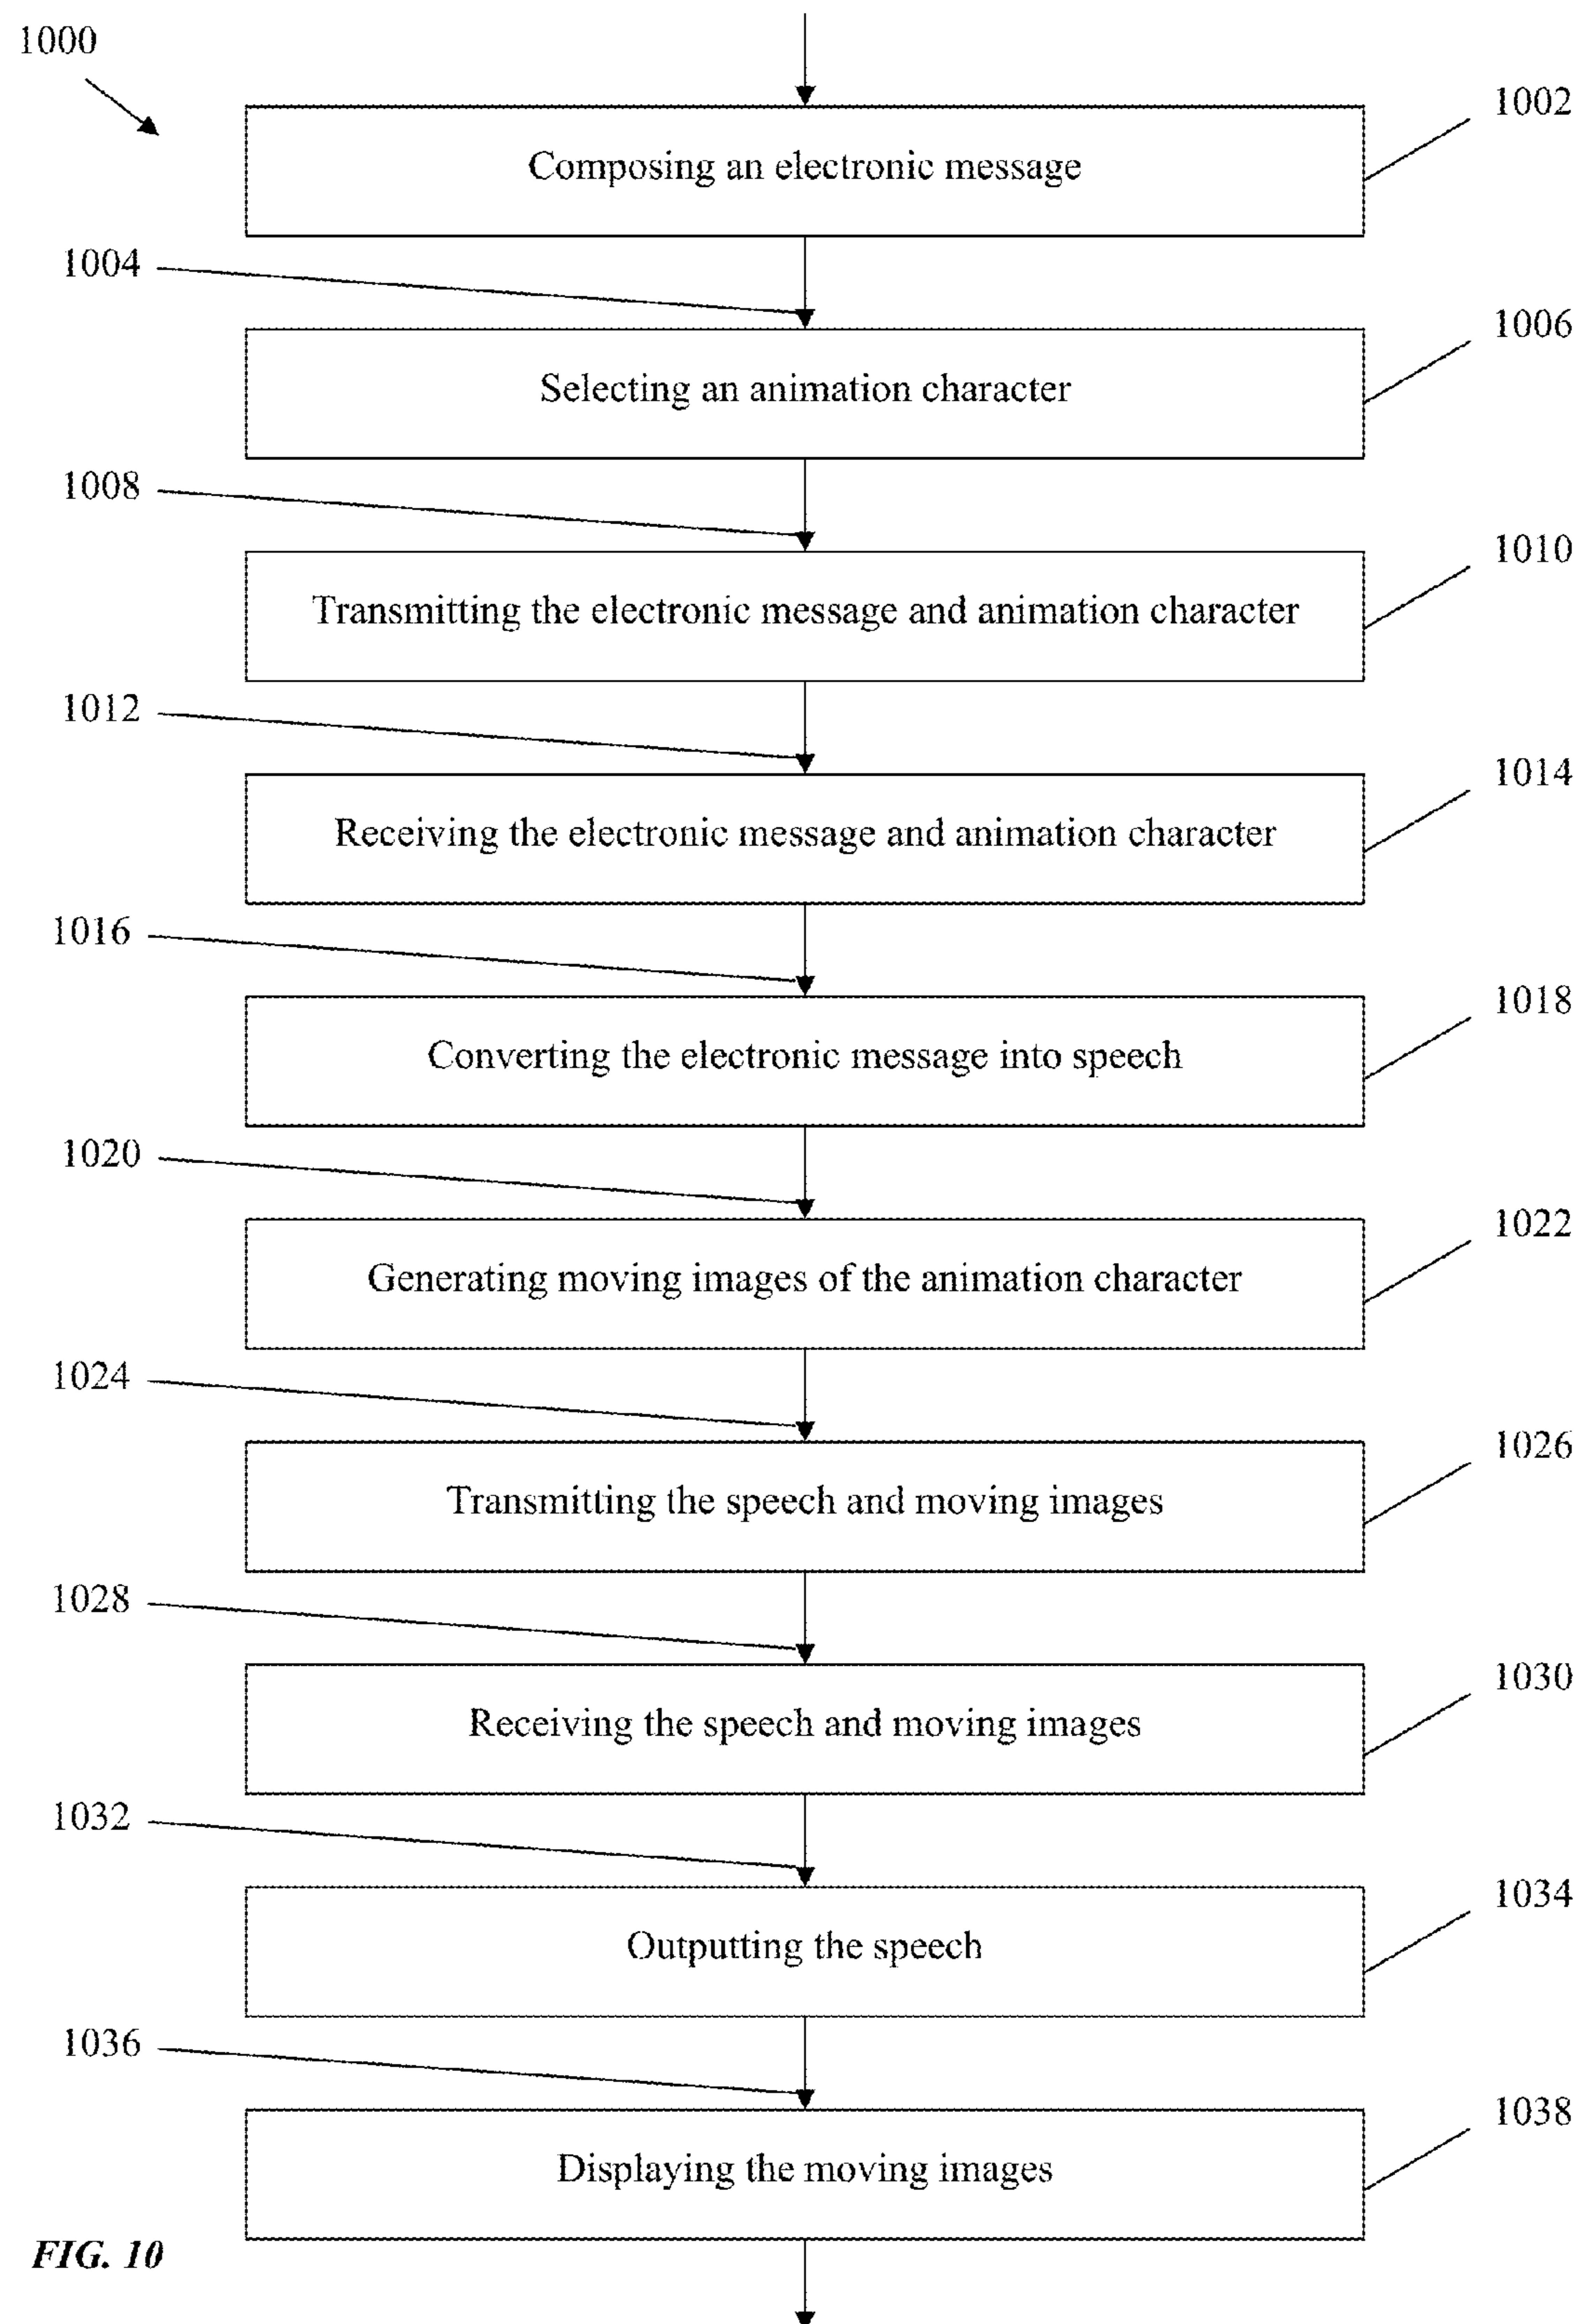 1000
1002
Composing an electronic message
1004
1006
Selecting an animation character
1008
1010
Transmitting the electronic message and animation character
1012
1014
Receiving the electronic message and animation character
1016
1018
Converting the electronic message into speech
1020
1022
Generating moving images of the animation character
1024
1026
Transmitting the speech and moving images
1028
1030
Receiving the speech and moving images
1032
1034
Outputting the speech
1036
1038
Displaying the moving images
FIG. 10